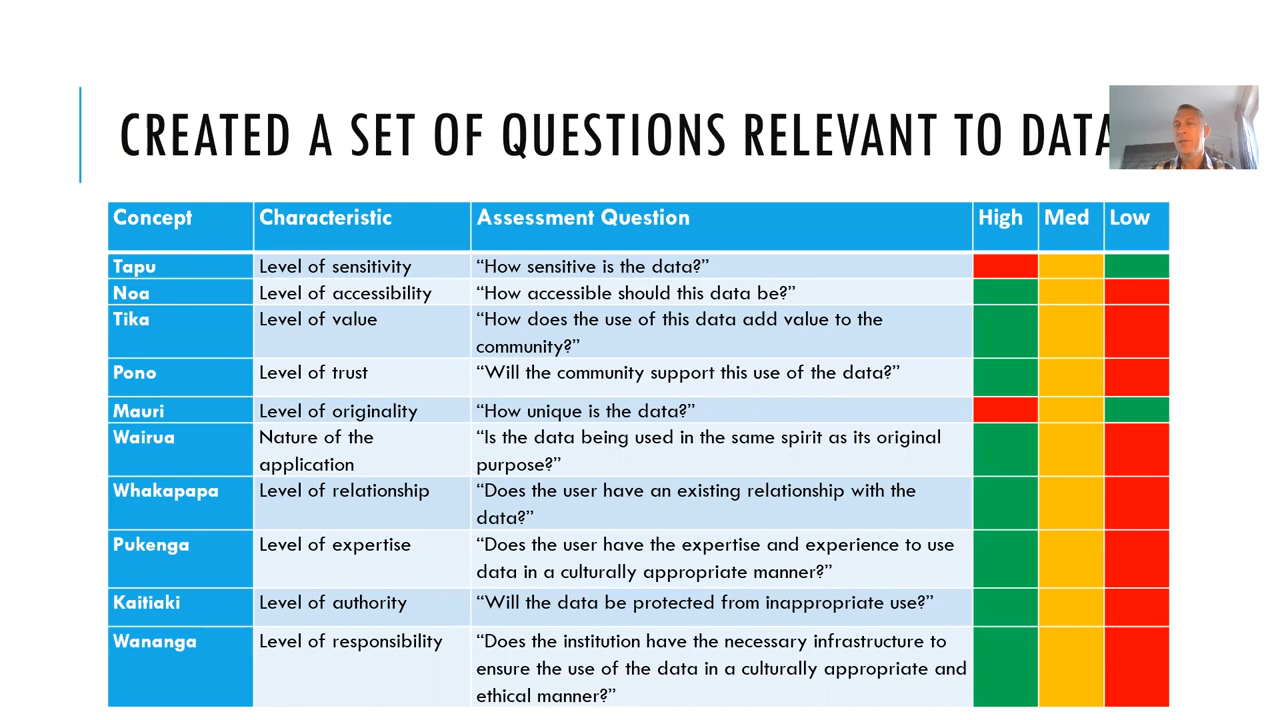 CREATED A SET OF QUESTIONS RELEVANT TO DATA
Concept Characteristic Assessment Question High Med Low
Tapu Level of sensitivity “How sensitive is the data?”
Noa Level of accessibility “How accessible should this data be?”
Tika Level of value “How does the use of this data add value to the
community?”
Pono Level of trust “Will the community support this use of the data?”
Mauri Level of originality “How unique is the data?”
Wairua Nature of the “Is the data being used in the same spirit as its original
application purpose?”
Whakapapa Level of relationship “Does the user have an existing relationship with the
data?”
Pukenga Level of expertise “Does the user have the expertise and experience to use
data in a culturally appropriate manner?”
Kaitiaki Level of authority “Will the data be protected from inappropriate use?”
Wananga Level of responsibility “Does the institution have the necessary infrastructure to
ensure the use of the data in a culturally appropriate and
ethical manner?”